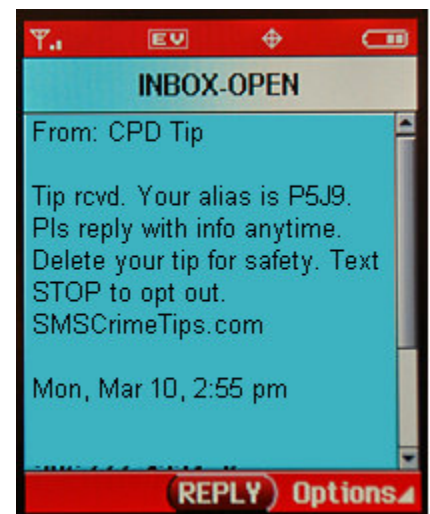 EV
INBOX-OPEN
From: CPD Tip
Tip rcvd. Your alias is P5J9.
Pls reply with info anytime.
Delete your tip for safety. Text
STOP to opt out.
SMSCrimeTips.com
Mon, Mar 10, 2:55 pm
REPLY Options